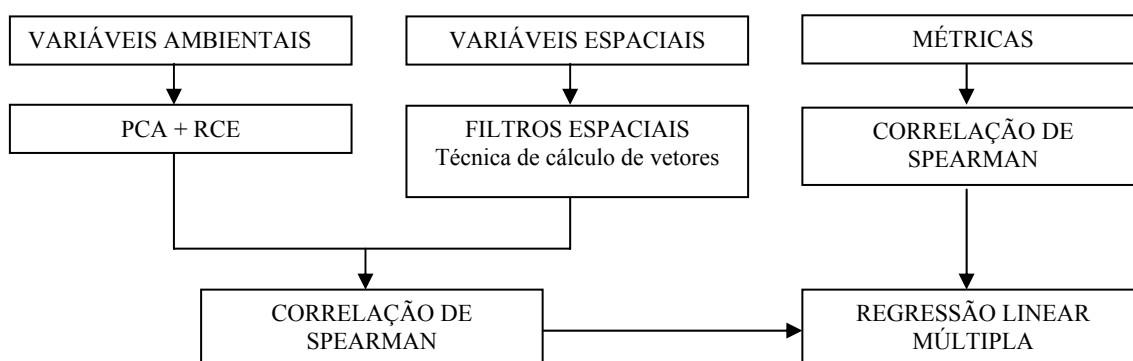 VARIÁVEIS AMBIENTAIS
VARIÁVEIS ESPACIAIS
MÉTRICAS
PCA + RCE
FILTROS ESPACIAIS
Técnica de cálculo de vetores
CORRELAÇÃO DE
SPEARMAN
CORRELAÇÃO DE
SPEARMAN
REGRESSÃO LINEAR
MÚLTIPLA